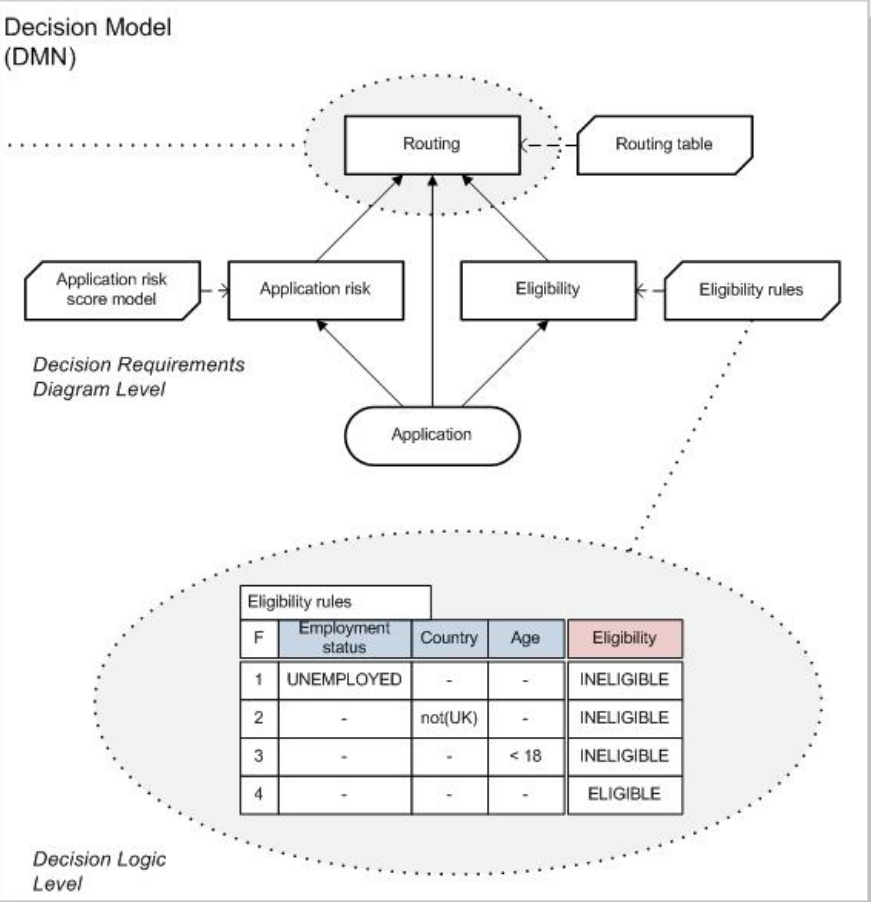 Decision Model
(DMN)
Routing
Routing table
Application risk
score model
Application risk
Eligibility
Eligibility rules
Decision Requirements
Diagram Level
Application
Eligibility rules
F Employment status Country Age Eligibility
1 UNEMPLOYED - - INELIGIBLE
2 - not(UK) - INELIGIBLE
3 - - < 18 INELIGIBLE
4 - - - ELIGIBLE
Decision Logic
Level